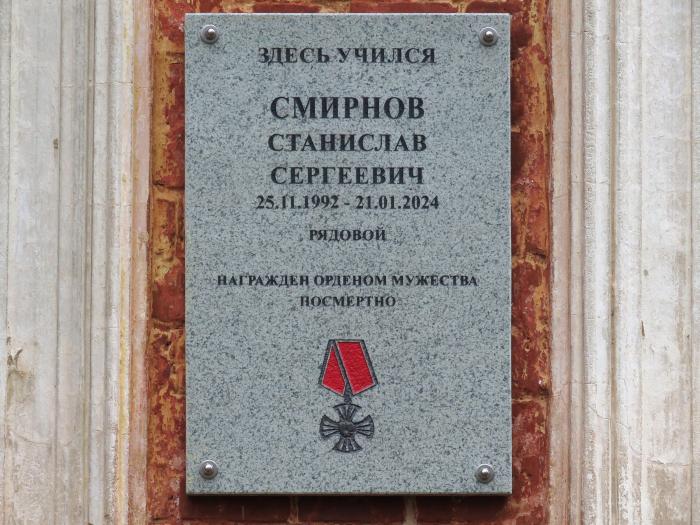 ЗДЕСЬ УЧИЛСЯ
СМИРНОВ
СТАНИСЛАВ
СЕРГЕЕВИЧ
25.11.1992 - 21.01.2024
РЯДОВОЙ
НАГРАЖДЕН ОРДЕНОМ МУЖЕСТВА
ПОСМЕРТНО